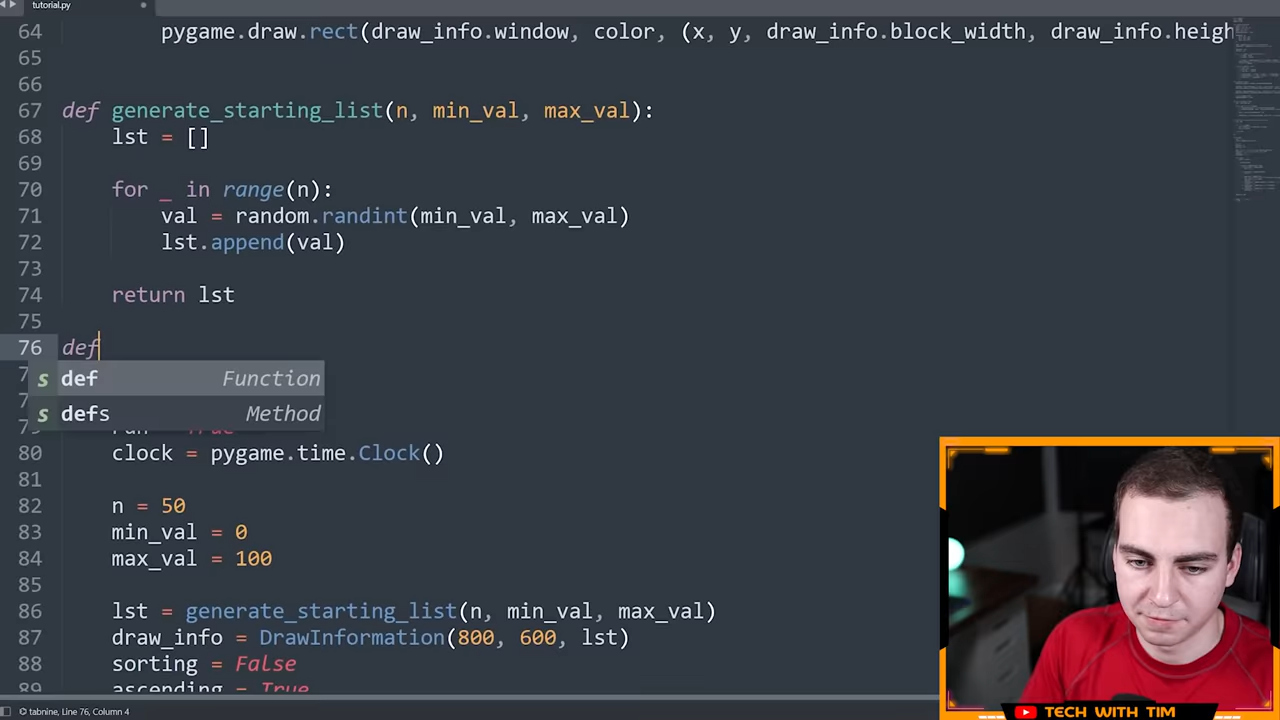 tutorial.py
64 pygame.draw.rect(draw_info.window, color, (x, y, draw_info.block_width, draw_info.heigh
65
66
67 def generate_starting_list(n, min_val, max_val):
68 lst = []
69
70 for _ in range(n):
71 val = random.randint(min_val, max_val)
72 lst.append(val)
73
74 return lst
75
76 def
s def Function
s defs Method
80 clock = pygame.time.Clock()
81
82 n = 50
83 min_val = 0
84 max_val = 100
85
86 lst = generate_starting_list(n, min_val, max_val)
87 draw_info = DrawInformation(800, 600, lst)
88 sorting = False
89 ascending = True
tabnine, Line 76, Column 4
TECH WITH TIM